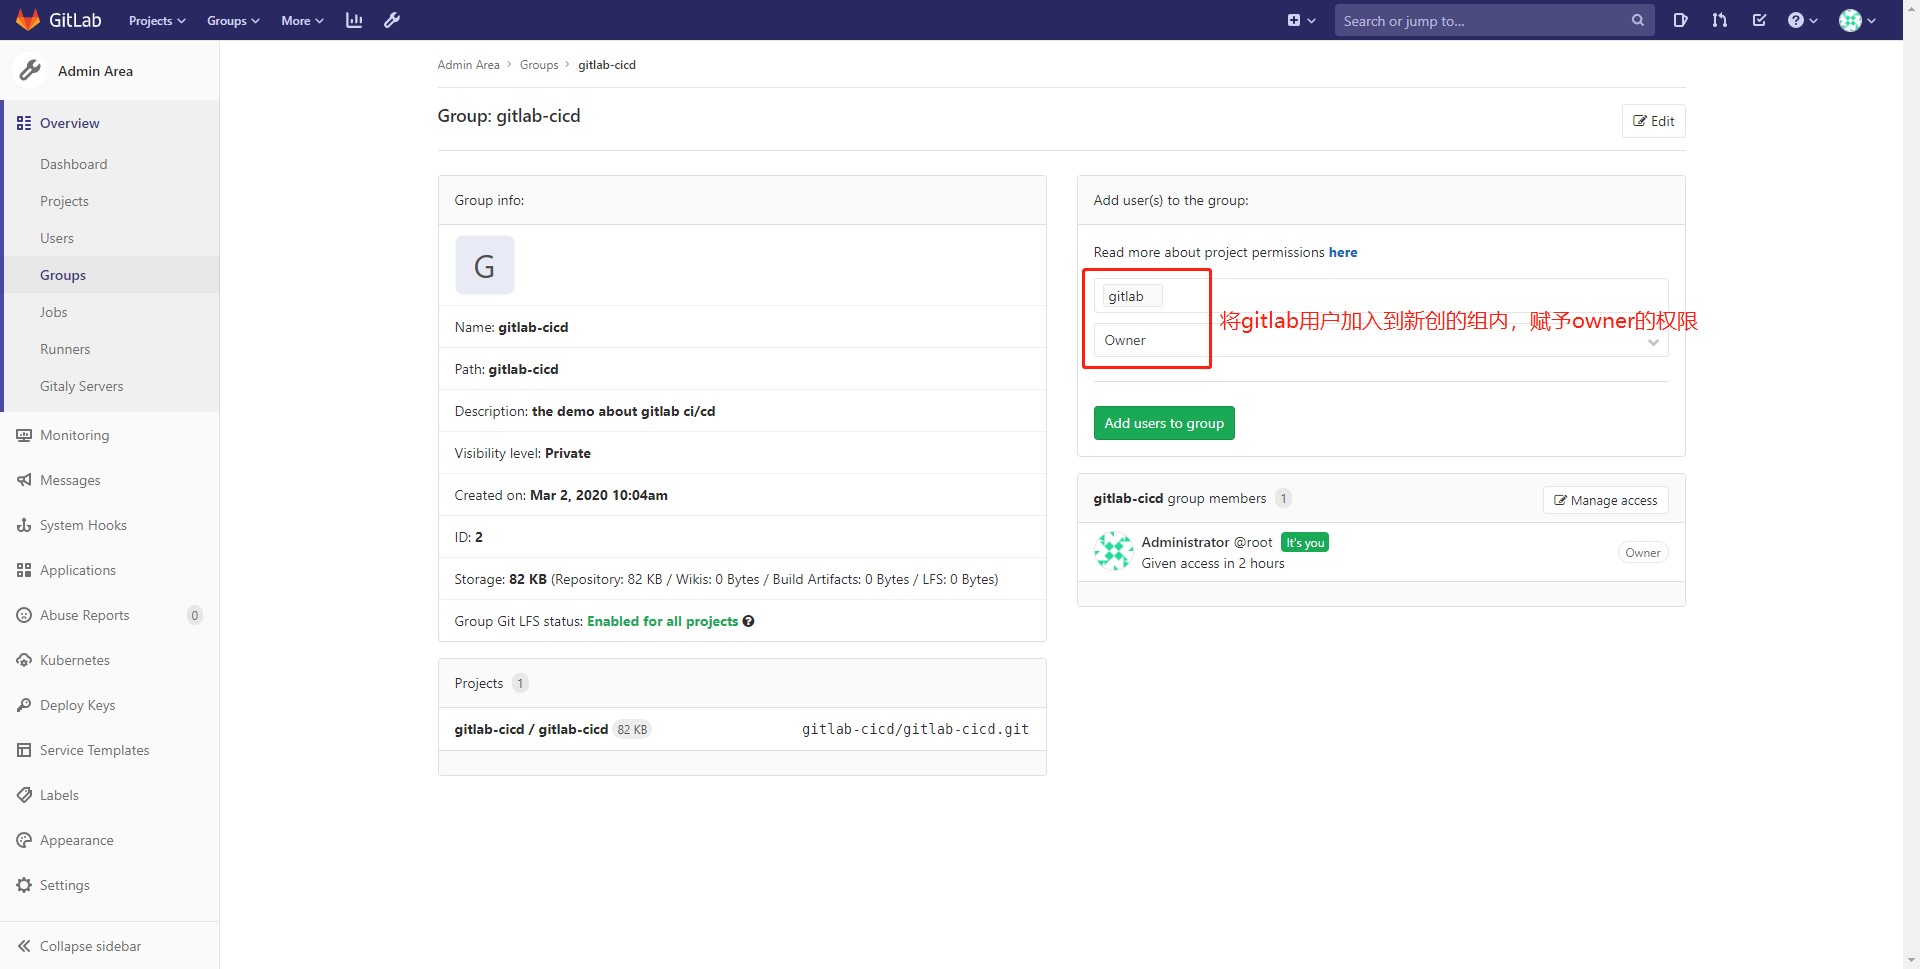 GitLab Projects Groups More Search or jump to...
Admin Area
Overview
Dashboard
Projects
Users
Groups
Jobs
Runners
Gitaly Servers
Monitoring
Messages
System Hooks
Applications
Abuse Reports 0
Kubernetes
Deploy Keys
Service Templates
Labels
Appearance
Settings
Collapse sidebar
Admin Area > Groups > gitlab-cicd
Group: gitlab-cicd
Edit
Group info:
G
Name: gitlab-cicd
Path: gitlab-cicd
Description: the demo about gitlab ci/cd
Visibility level: Private
Created on: Mar 2, 2020 10:04am
ID: 2
Storage: 82 KB (Repository: 82 KB / Wikis: 0 Bytes / Build Artifacts: 0 Bytes / LFS: 0 Bytes)
Group Git LFS status: Enabled for all projects
Projects 1
gitlab-cicd / gitlab-cicd 82 KB gitlab-cicd/gitlab-cicd.git
Add user(s) to the group:
Read more about project permissions here
gitlab
将gitlab用户加入到新创的组内，赋予owner的权限
Owner
Add users to group
gitlab-cicd group members 1 Manage access
Administrator @root It's you
Given access in 2 hours
Owner